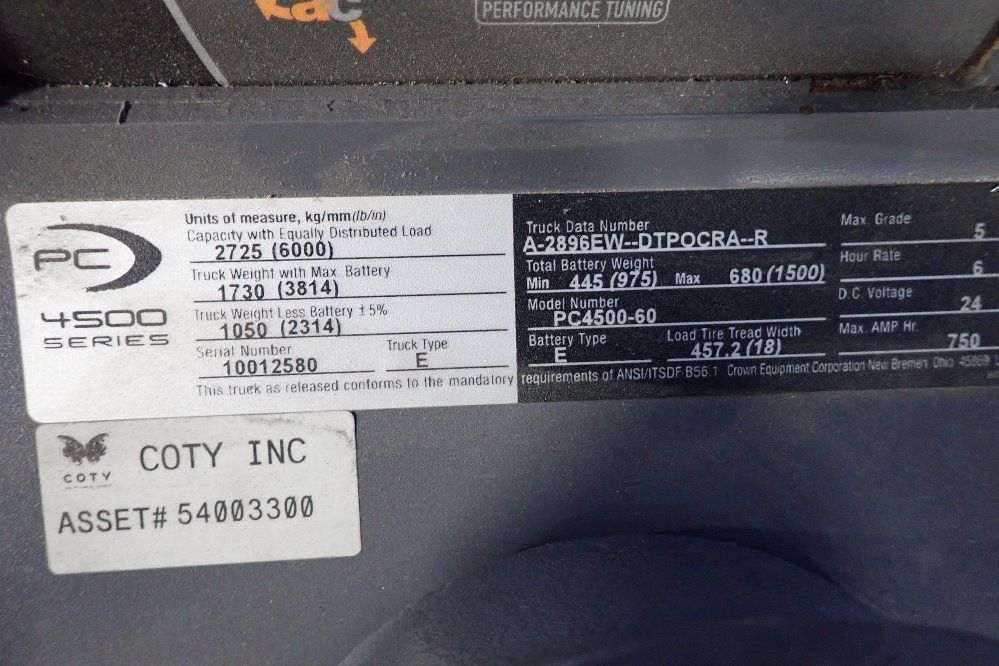 ac
PERFORMANCE TUNING
PC
4500
SERIES
Units of measure, kg/mm(lb/in)
Capacity with Equally Distributed Load
2725 (6000)
Truck Weight with Max. Battery
1730 (3814)
Truck Weight Less Battery ± 5%
1050 (2314)
Serial Number Truck Type
10012580 E
Truck Data Number
A-2896EW--DTPOCRA--R
Total Battery Weight
Min 445 (975) Max 680 (1500)
Model Number
PC4500-60
Battery Type Load Tire Tread Width
E 457.2 (18)
Max. Grade
5
Hour Rate
6
D.C. Voltage
24
Max. AMP Hr.
750
This truck as released conforms to the mandatory requirements of ANSI/ITSDF B56.1 Crown Equipment Corporation New Bremen, Ohio 45869
COTY
COTY INC
ASSET# 54003300